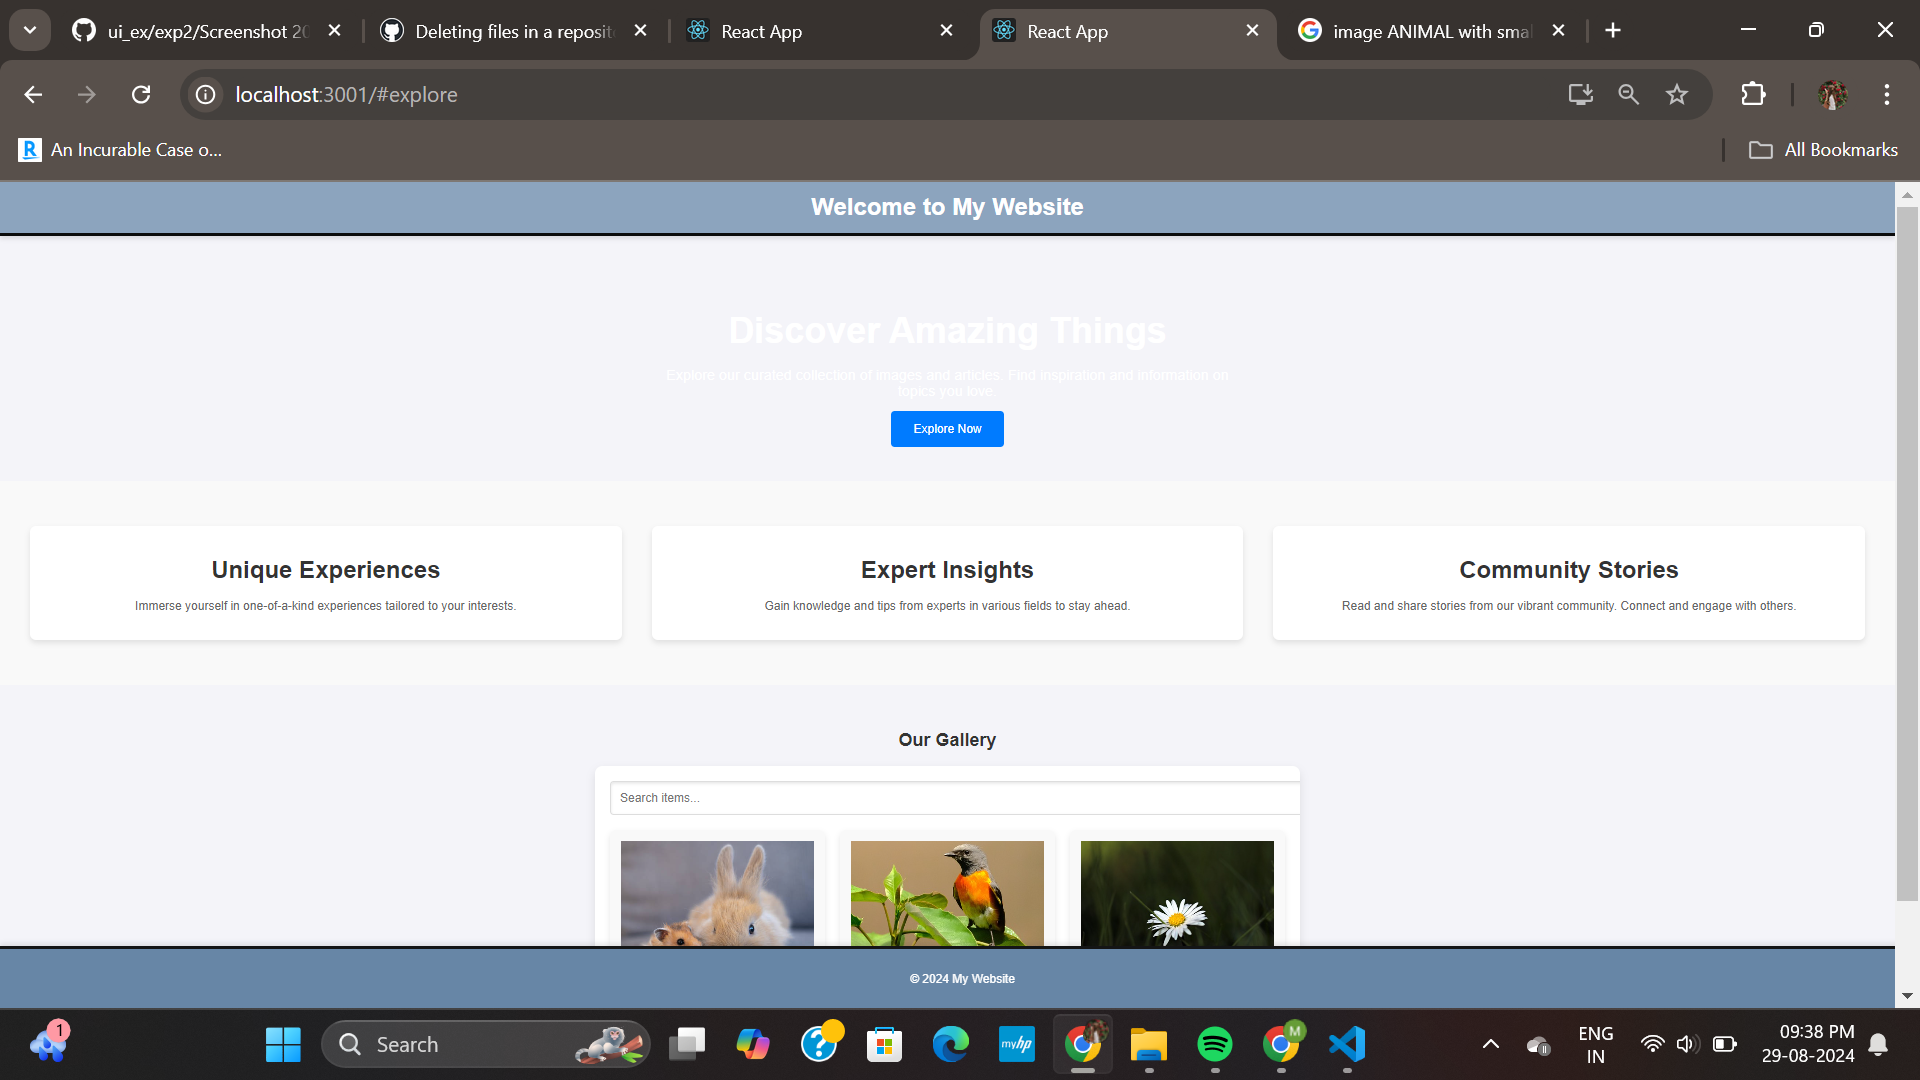 ui_ex/exp2/Screenshot 20
Deleting files in a reposit
React App
React App
image ANIMAL with smal
localhost:3001/#explore
An Incurable Case o...
All Bookmarks
Welcome to My Website
Discover Amazing Things
Explore our curated collection of images and articles. Find inspiration and information on
topics you love.
Explore Now
Unique Experiences
Expert Insights
Community Stories
Immerse yourself in one-of-a-kind experiences tailored to your interests.
Gain knowledge and tips from experts in various fields to stay ahead.
Read and share stories from our vibrant community. Connect and engage with others.
Our Gallery
Search items...
© 2024 My Website
1
Search
myhp
M
ENG
IN
09:38 PM
29-08-2024